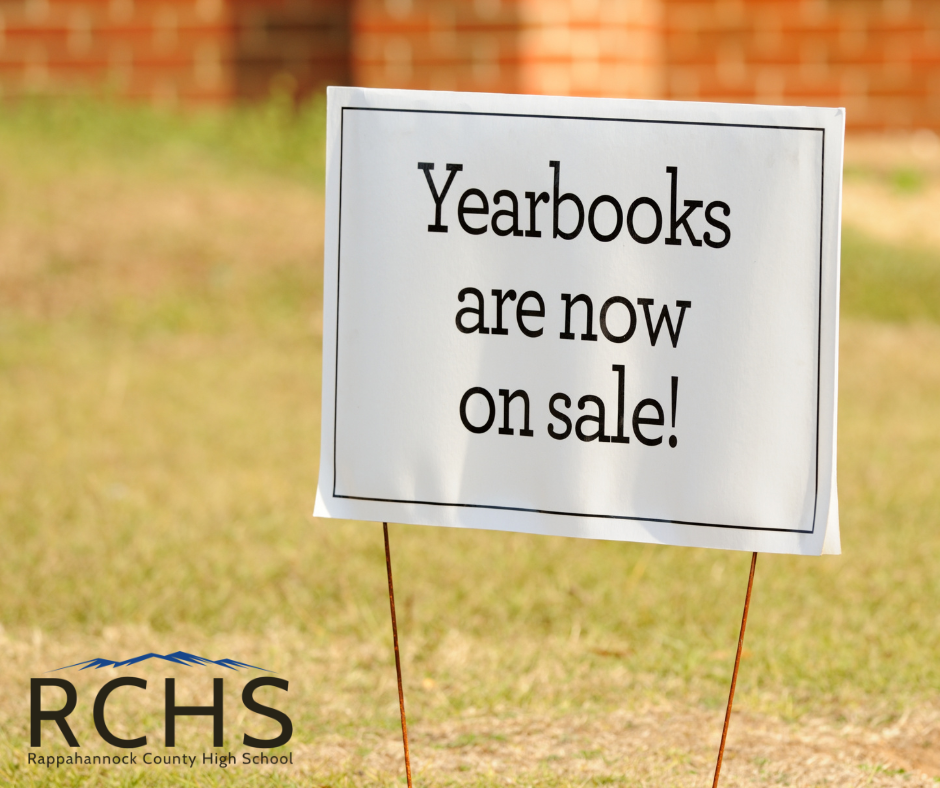 Yearbooks
are now
on sale!
RCHS
Rappahannock County High School